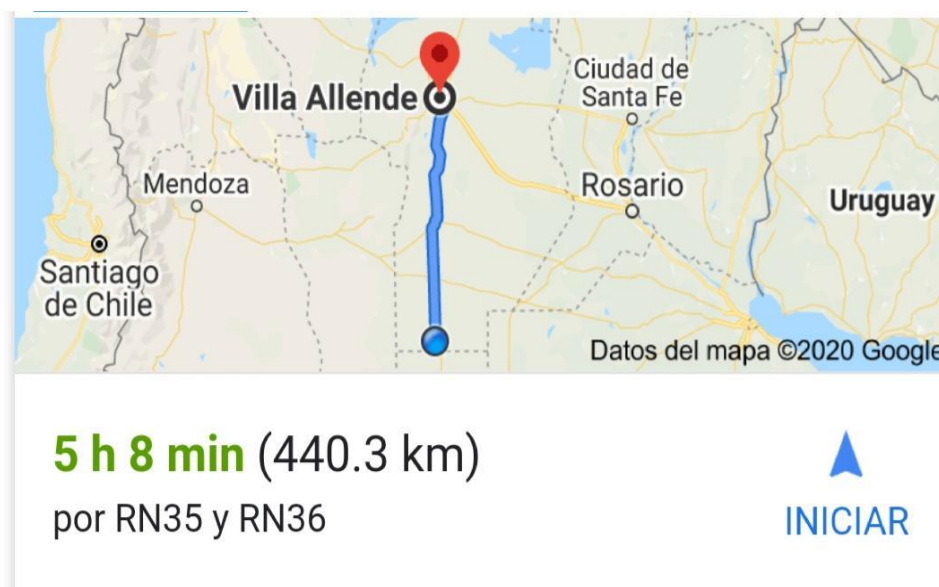 Ciudad de
Santa Fe
Villa Allende
Mendoza
Rosario
Uruguay
Santiago
de Chile
Datos del mapa ©2020 Google
5 h 8 min (440.3 km)
por RN35 y RN36
INICIAR